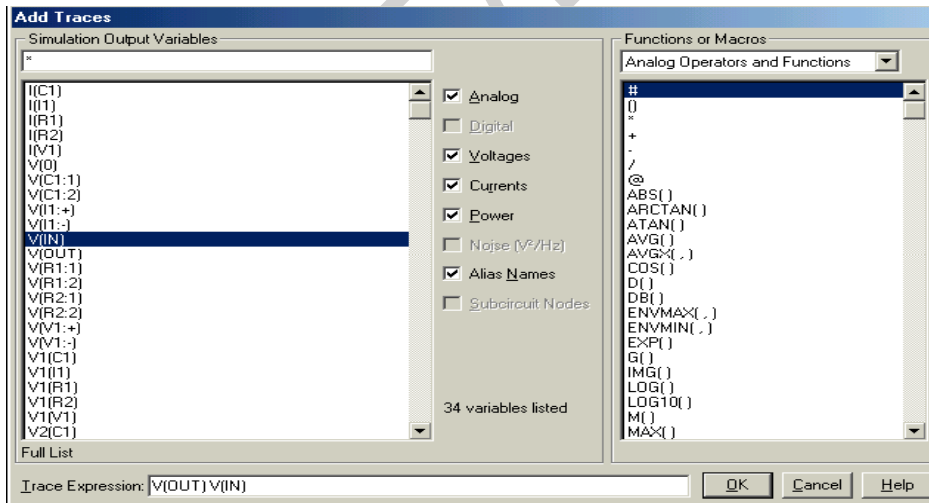 Add Traces
Simulation Output Variables
*
I(C1)
I(I1)
I(R1)
I(R2)
I(V1)
V(0)
V(C1:1)
V(C1:2)
V(I1:+)
V(I1:-)
V(IN)
V(OUT)
V(R1:1)
V(R1:2)
V(R2:1)
V(R2:2)
V(V1:+)
V(V1:-)
V1(C1)
V1(I1)
V1(R1)
V1(R2)
V1(V1)
V2(C1)
Full List
Analog
Digital
Voltages
Currents
Power
Noise (V²/Hz)
Alias Names
Subcircuit Nodes
34 variables listed
Functions or Macros
Analog Operators and Functions
#
()
*
+
-
/
@
ABS( )
ARCTAN( )
ATAN( )
AVG( )
AVGX( , )
COS( )
D( )
DB( )
ENVMAX( , )
ENVMIN( , )
EXP( )
G( )
IMG( )
LOG( )
LOG10( )
M( )
MAX( )
Trace Expression: V(OUT) V(IN)
OK
Cancel
Help